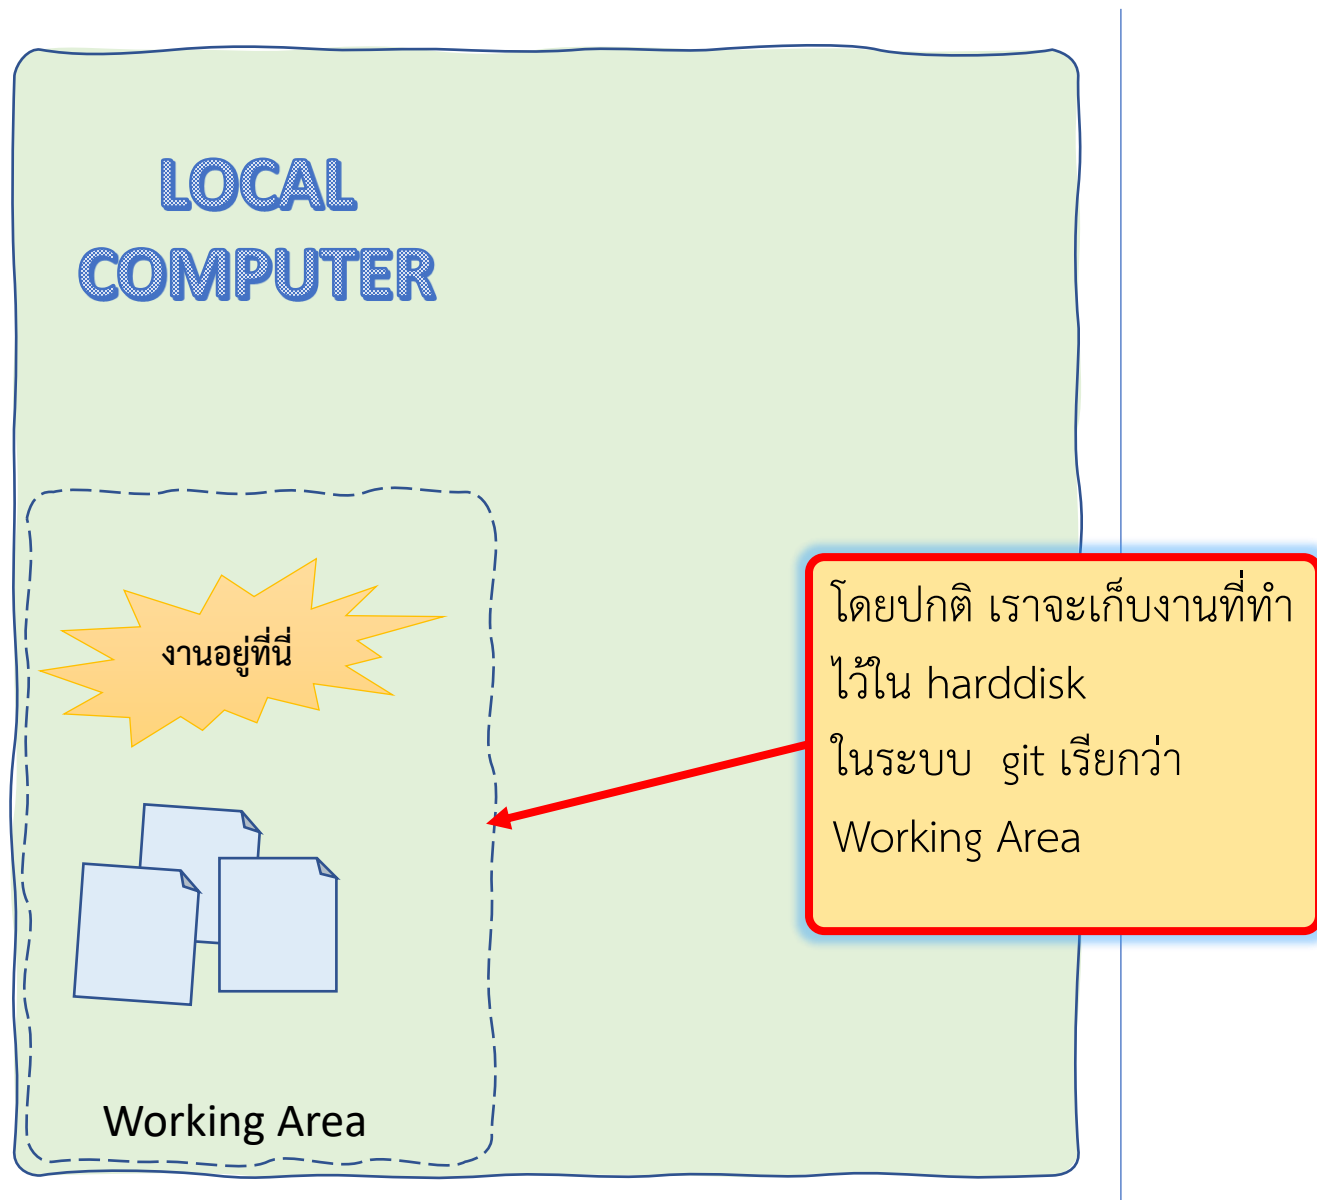 LOCAL
COMPUTER
งานอยู่ที่นี่
โดยปกติ เราจะเก็บงานที่ทำ
ไว้ใน harddisk
ในระบบ git เรียกว่า
Working Area
Working Area